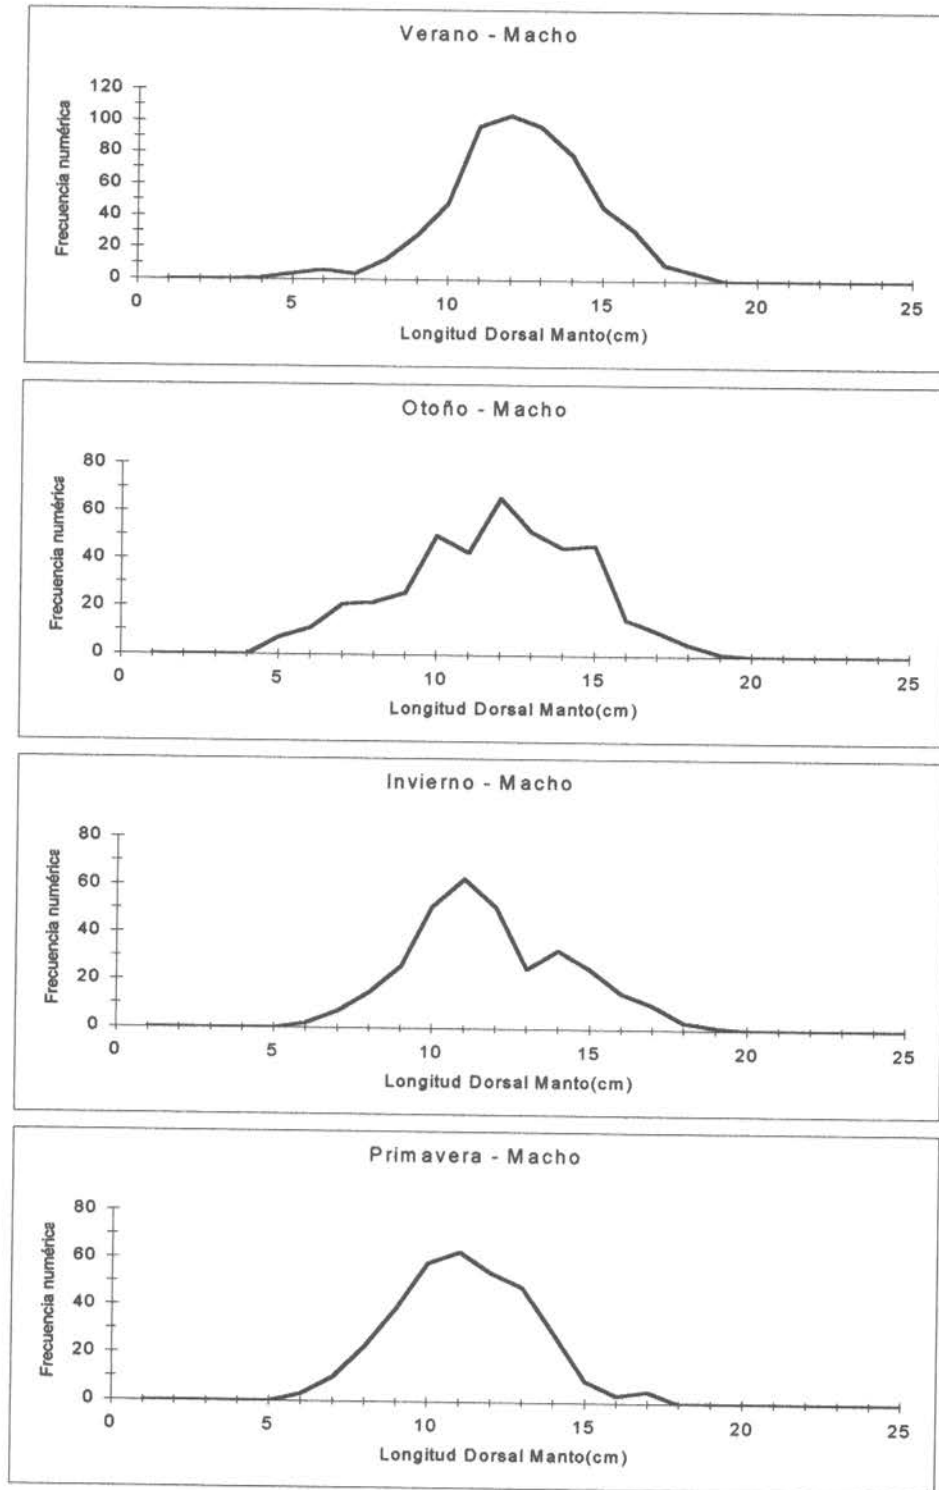 Verano - Macho
Frecuencia numérica
120
100
80
60
40
20
0
0 5 10 15 20 25
Longitud Dorsal Manto(cm)
Otoño - Macho
Frecuencia numérica
80
60
40
20
0
0 5 10 15 20 25
Longitud Dorsal Manto(cm)
Invierno - Macho
Frecuencia numérica
80
60
40
20
0
0 5 10 15 20 25
Longitud Dorsal Manto(cm)
Primavera - Macho
Frecuencia numérica
80
60
40
20
0
0 5 10 15 20 25
Longitud Dorsal Manto(cm)